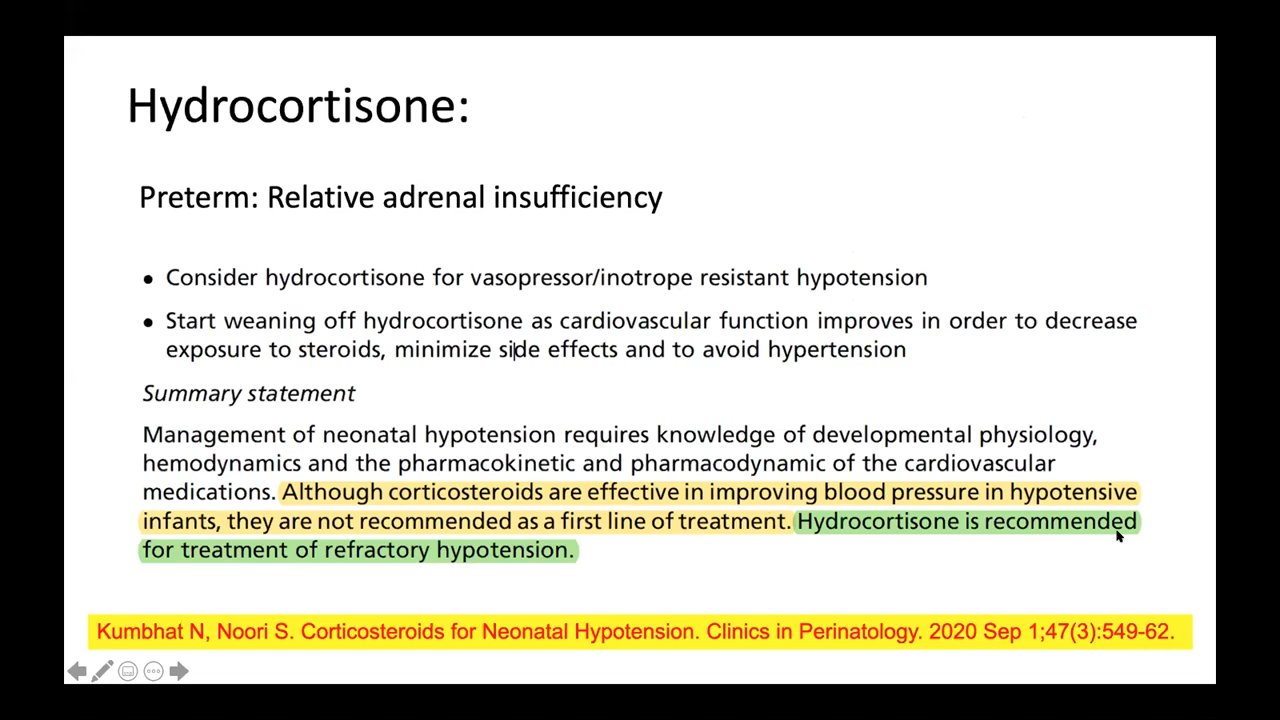 Hydrocortisone:
Preterm: Relative adrenal insufficiency
• Consider hydrocortisone for vasopressor/inotrope resistant hypotension
• Start weaning off hydrocortisone as cardiovascular function improves in order to decrease
exposure to steroids, minimize side effects and to avoid hypertension
Summary statement
Management of neonatal hypotension requires knowledge of developmental physiology,
hemodynamics and the pharmacokinetic and pharmacodynamic of the cardiovascular
medications. Although corticosteroids are effective in improving blood pressure in hypotensive
infants, they are not recommended as a first line of treatment. Hydrocortisone is recommended
for treatment of refractory hypotension.
Kumbhat N, Noori S. Corticosteroids for Neonatal Hypotension. Clinics in Perinatology. 2020 Sep 1;47(3):549-62.